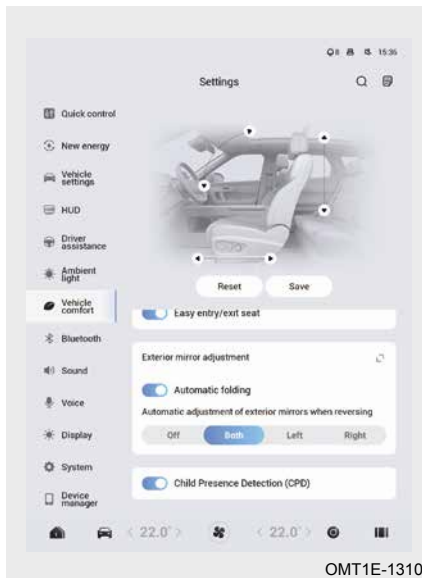 8 15:35
Settings
Quick control
New energy
Vehicle
settings
HUD
Driver
assistance
Ambient
light
Reset Save
Vehicle
comfort
Easy entry/exit seat
Bluetooth
Exterior mirror adjustment
Sound
Automatic folding
Voice
Automatic adjustment of exterior mirrors when reversing
Display
Off Both Left Right
System
Child Presence Detection (CPD)
Device
manager
22.0° 22.0°
OMT1E-1310